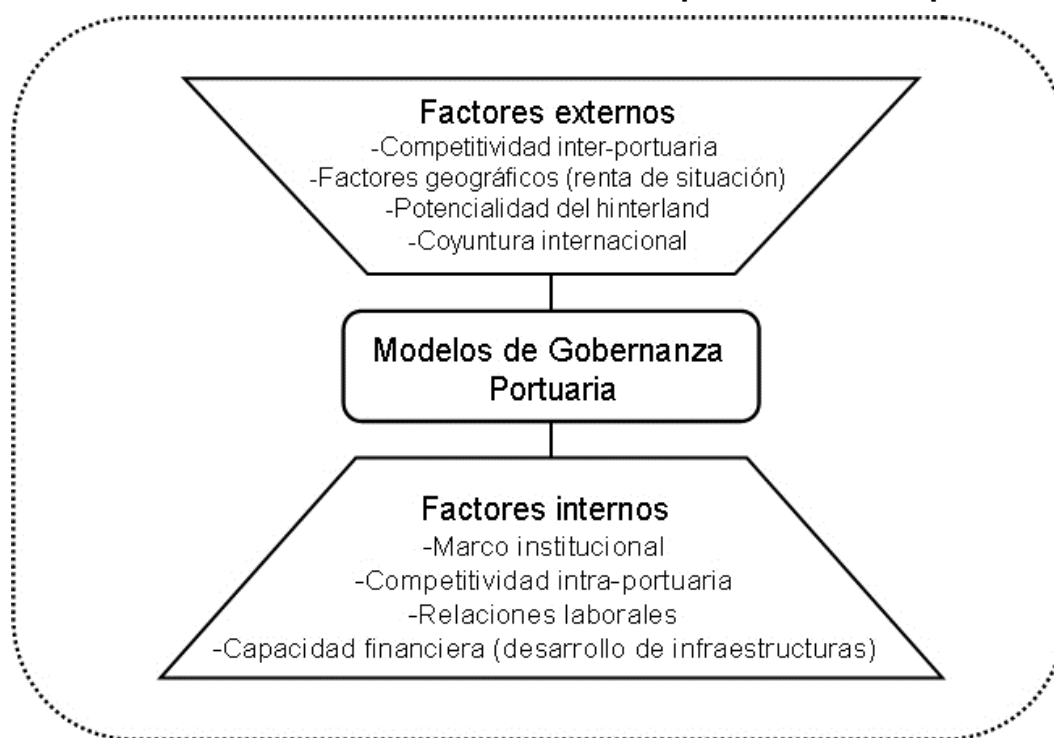 Factores externos
-Competitividad inter-portuaria
-Factores geográficos (renta de situación)
-Potencialidad del hinterland
-Coyuntura internacional
Modelos de Gobernanza
Portuaria
Factores internos
-Marco institucional
-Competitividad intra-portuaria
-Relaciones laborales
-Capacidad financiera (desarrollo de infraestructuras)